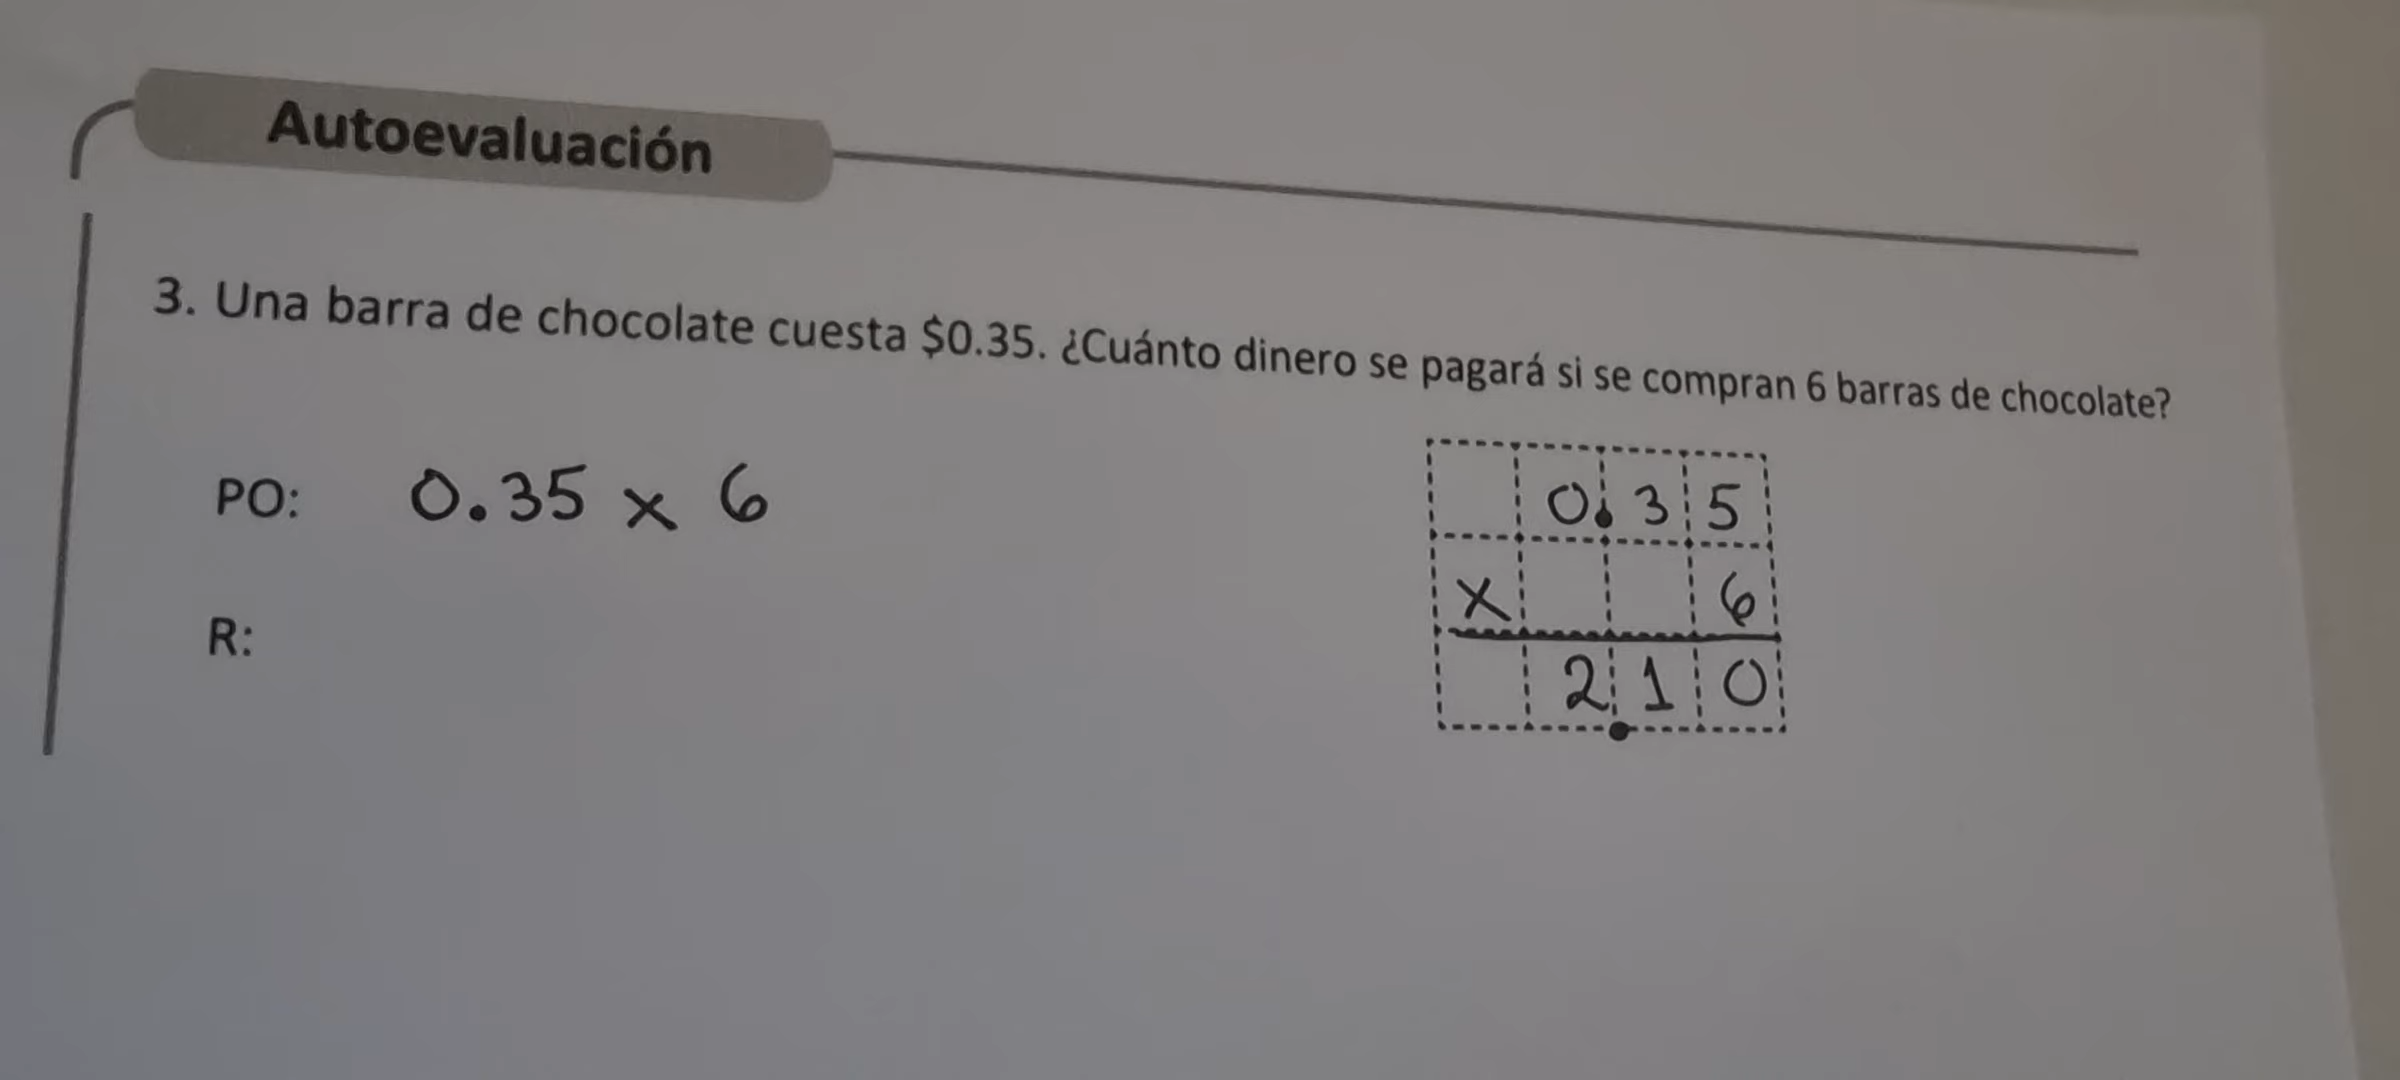 Autoevaluación
3. Una barra de chocolate cuesta $0.35. ¿Cuánto dinero se pagará si se compran 6 barras de chocolate?
PO: 0.35 x 6
R:
0.35
x 6
2.10